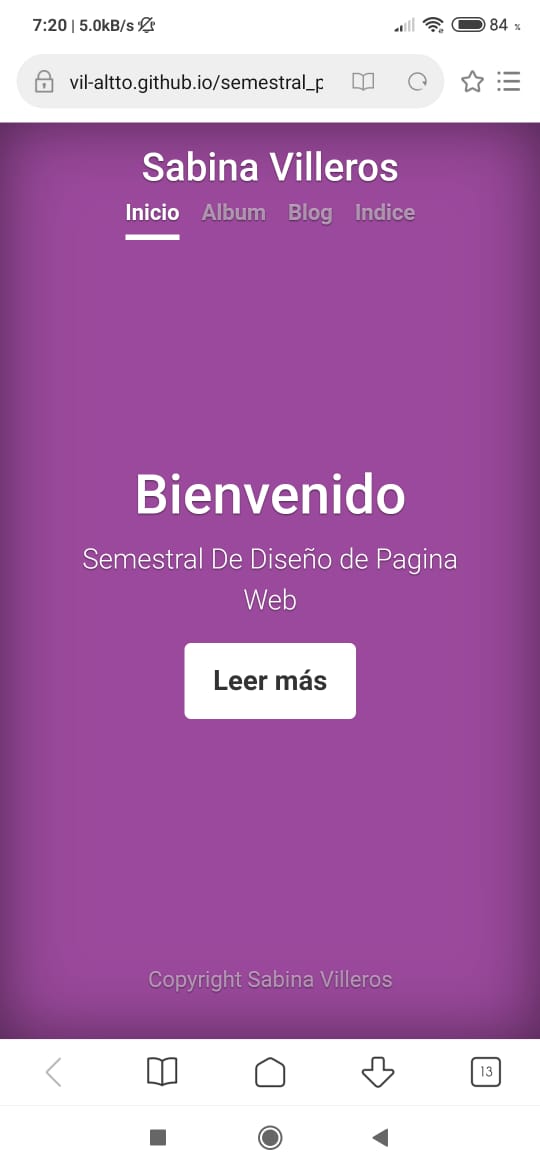 7:20 | 5.0kB/s
84 %
vil-altto.github.io/semestral_p
Sabina Villeros
Inicio Album Blog Indice
Bienvenido
Semestral De Diseño de Pagina
Web
Leer más
Copyright Sabina Villeros
13